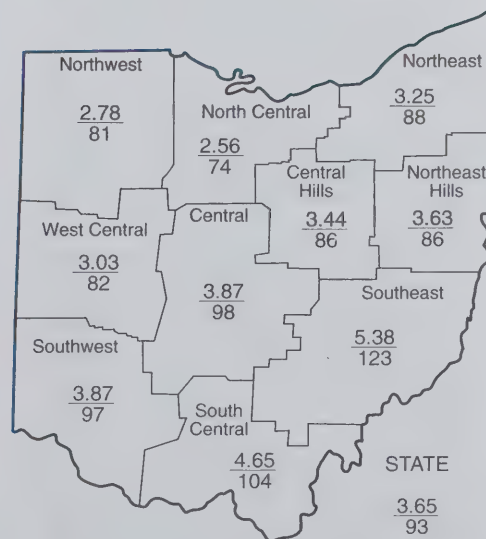 Northwest
2.78
81
North Central
2.56
74
Northeast
3.25
88
West Central
3.03
82
Central
3.87
98
Central
Hills
3.44
86
Northeast
Hills
3.63
86
Southwest
3.87
97
South
Central
4.65
104
Southeast
5.38
123
STATE
3.65
93